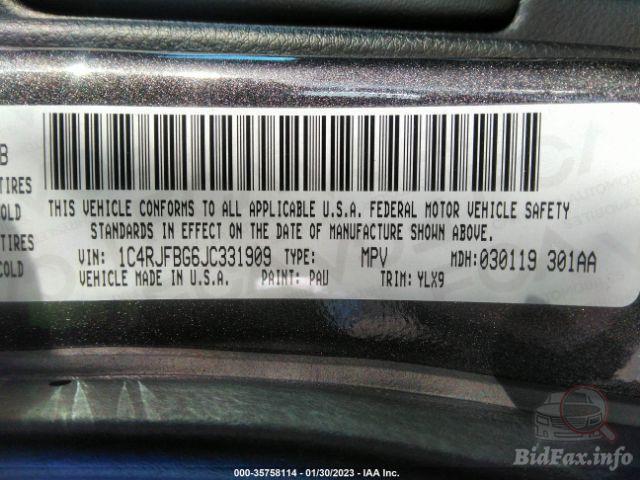 B
TIRES
COLD
TIRES
COLD
THIS VEHICLE CONFORMS TO ALL APPLICABLE U.S.A. FEDERAL MOTOR VEHICLE SAFETY
STANDARDS IN EFFECT ON THE DATE OF MANUFACTURE SHOWN ABOVE.
VIN: 1C4RJFBG6JC331909 TYPE: MPV MDH: 030119 301AA
VEHICLE MADE IN U.S.A. PAINT: PAU TRIM: YLX9
000-35758114 - 01/30/2023 - IAA Inc.
BidFax.info